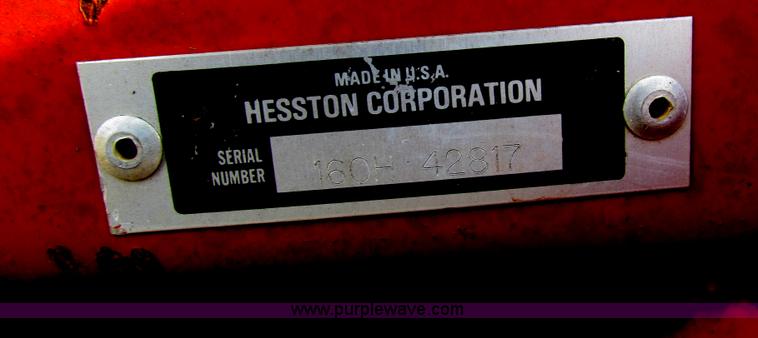 MADE IN U.S.A.
HESSTON CORPORATION
SERIAL NUMBER
160H 42817
www.purplewave.com